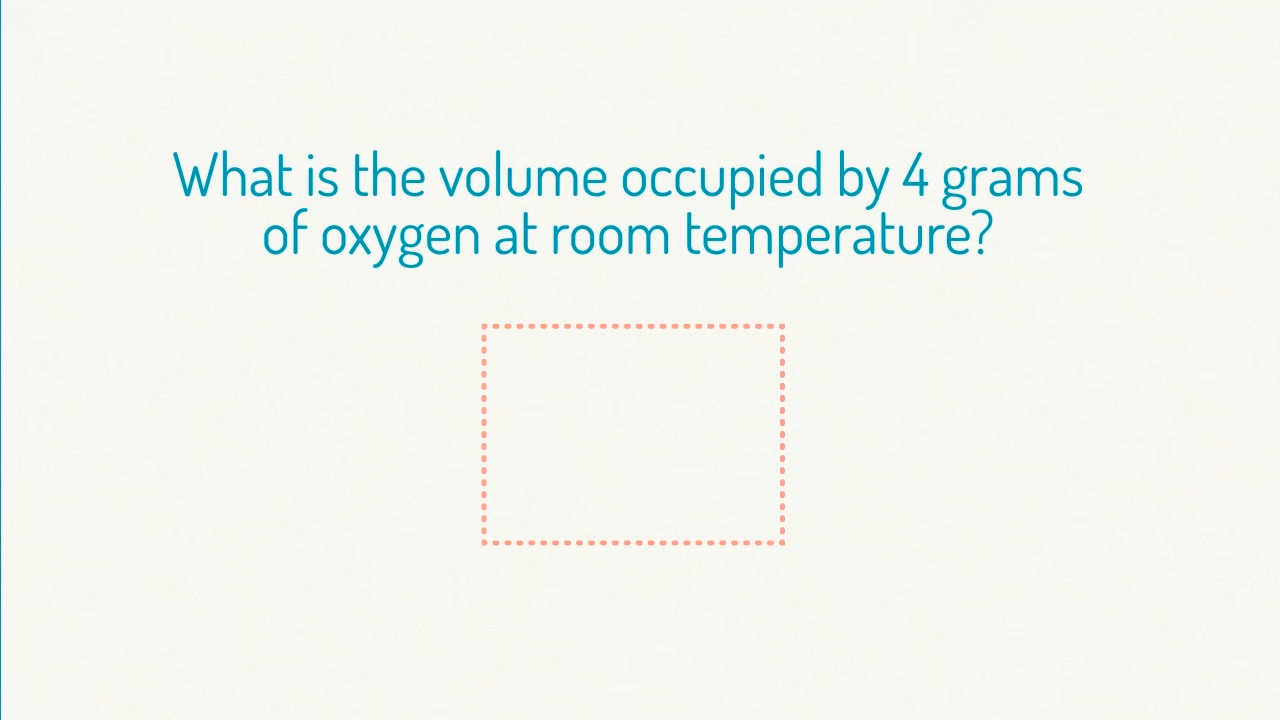 What is the volume occupied by 4 grams
of oxygen at room temperature?